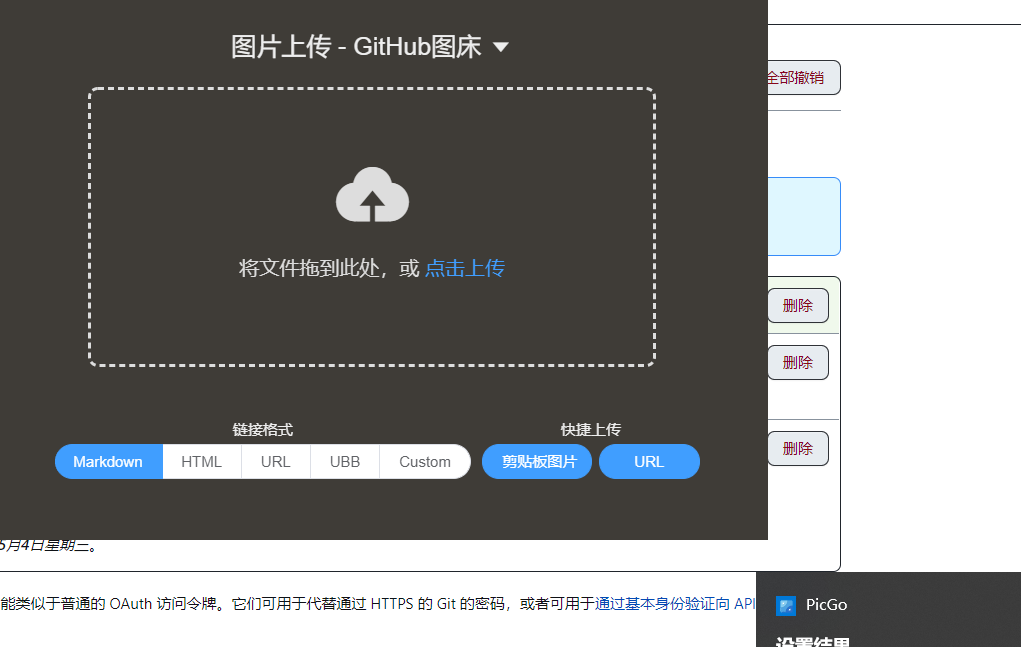 图片上传 - GitHub图床
全部撤销
将文件拖到此处，或 点击上传
删除
删除
链接格式
快捷上传
删除
Markdown
HTML
URL
UBB
Custom
剪贴板图片
URL
5月4日星期三。
能类似于普通的 OAuth 访问令牌。它们可用于代替通过 HTTPS 的 Git 的密码，或者可用于通过基本身份验证向 API
PicGo
设置结果